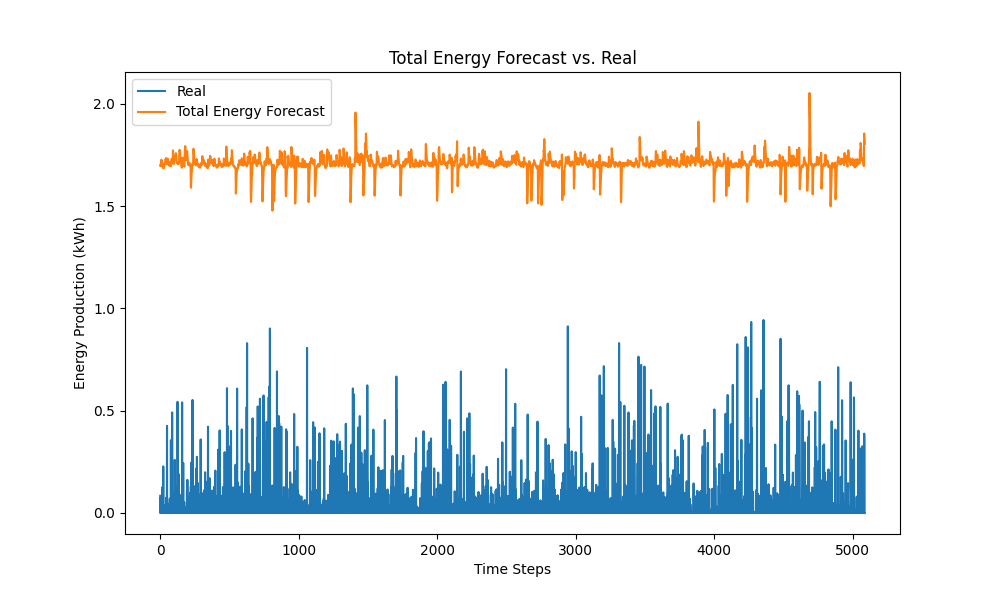 Total Energy Forecast vs. Real
Real
Total Energy Forecast
Energy Production (kWh)
2.0
1.5
1.0
0.5
0.0
0
1000
2000
3000
4000
5000
Time Steps